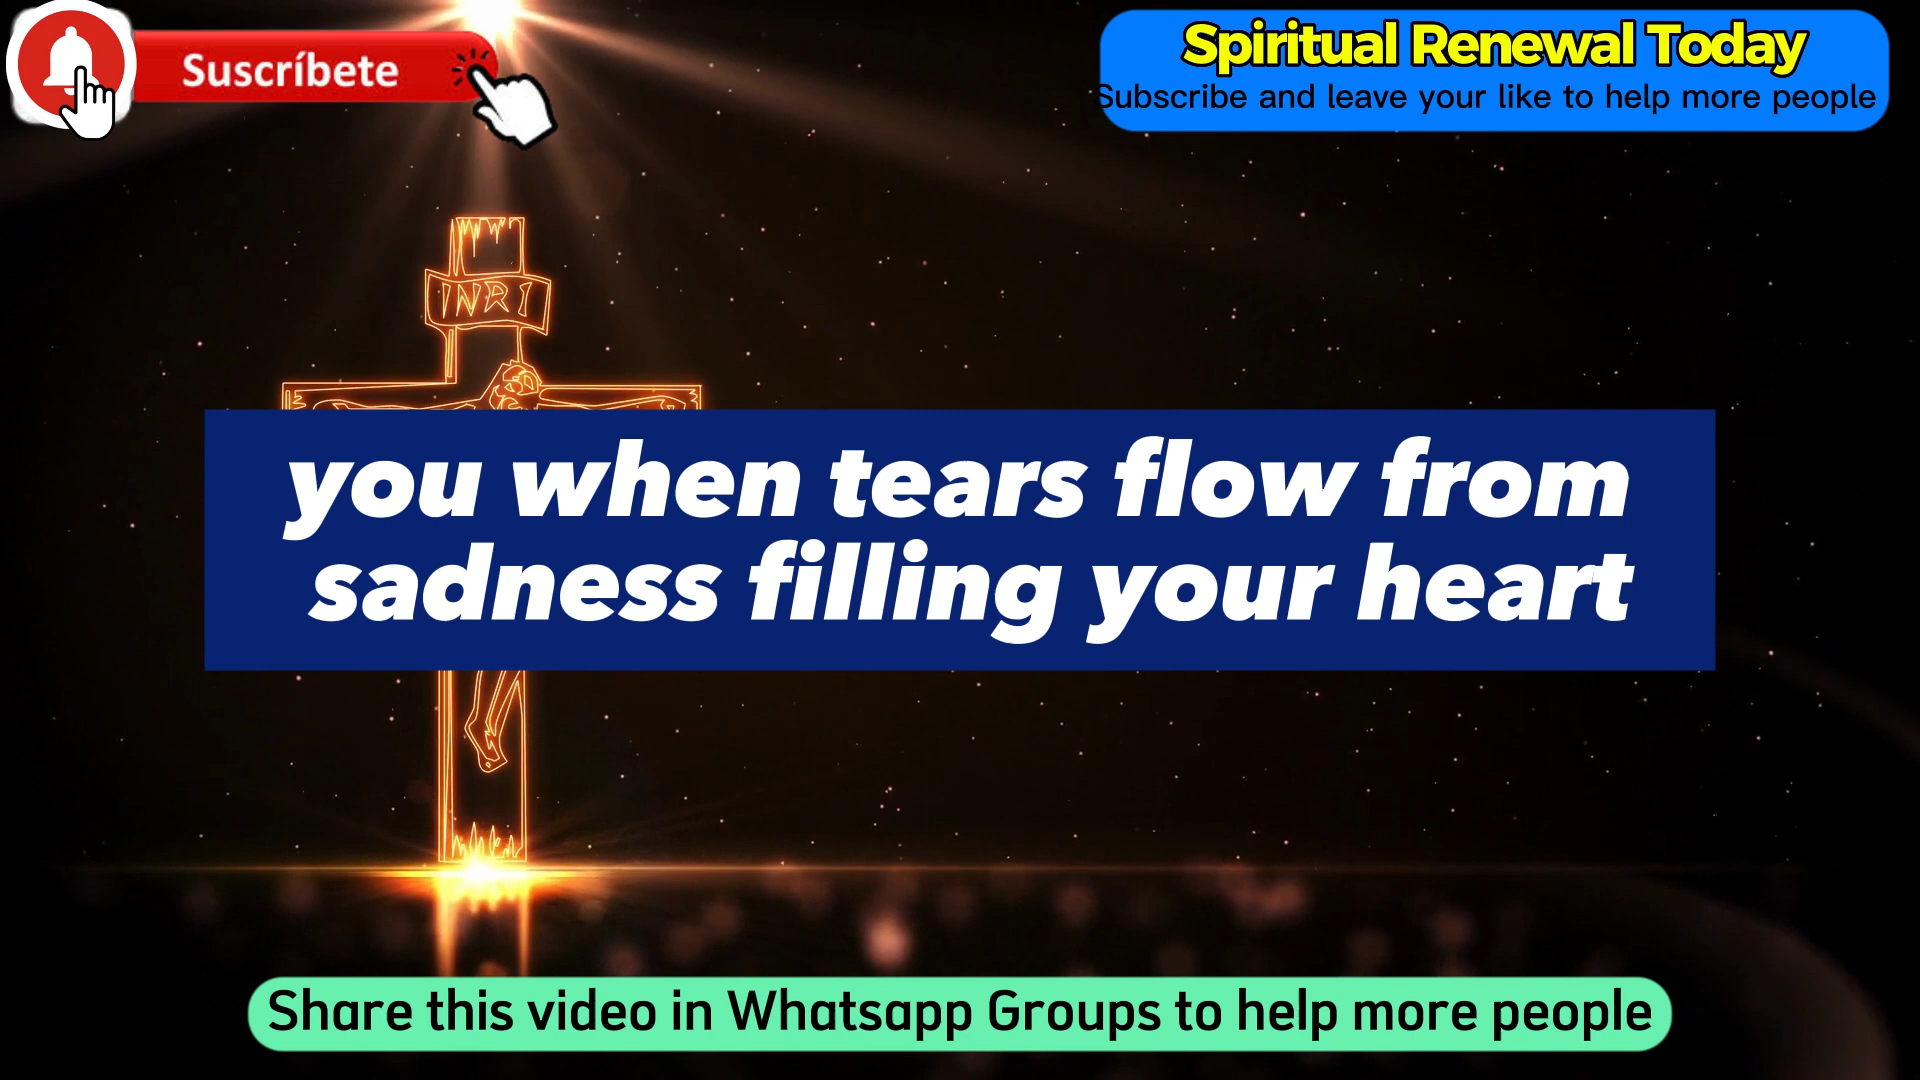 Suscríbete
Spiritual Renewal Today
Subscribe and leave your like to help more people
INRI
you when tears flow from
sadness filling your heart
Share this video in Whatsapp Groups to help more people